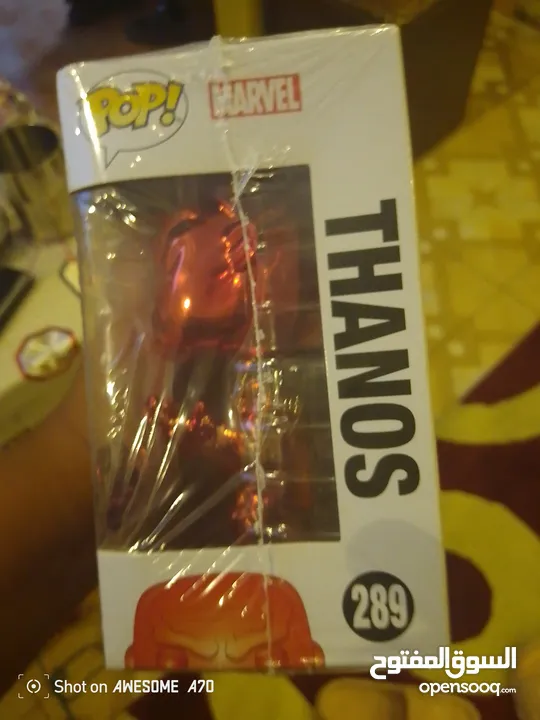 POP!
MARVEL
THANOS
289
Shot on AWESOME A70
السوق المفتوح
opensooq.com